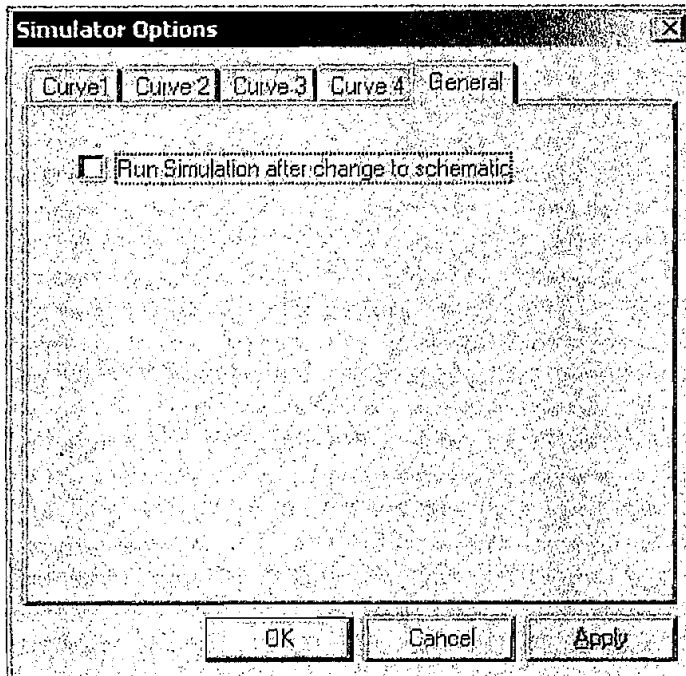 Simulator Options
Curve1 Curve 2 Curve 3 Curve 4 General
Run Simulation after change to schematic
OK Cancel Apply